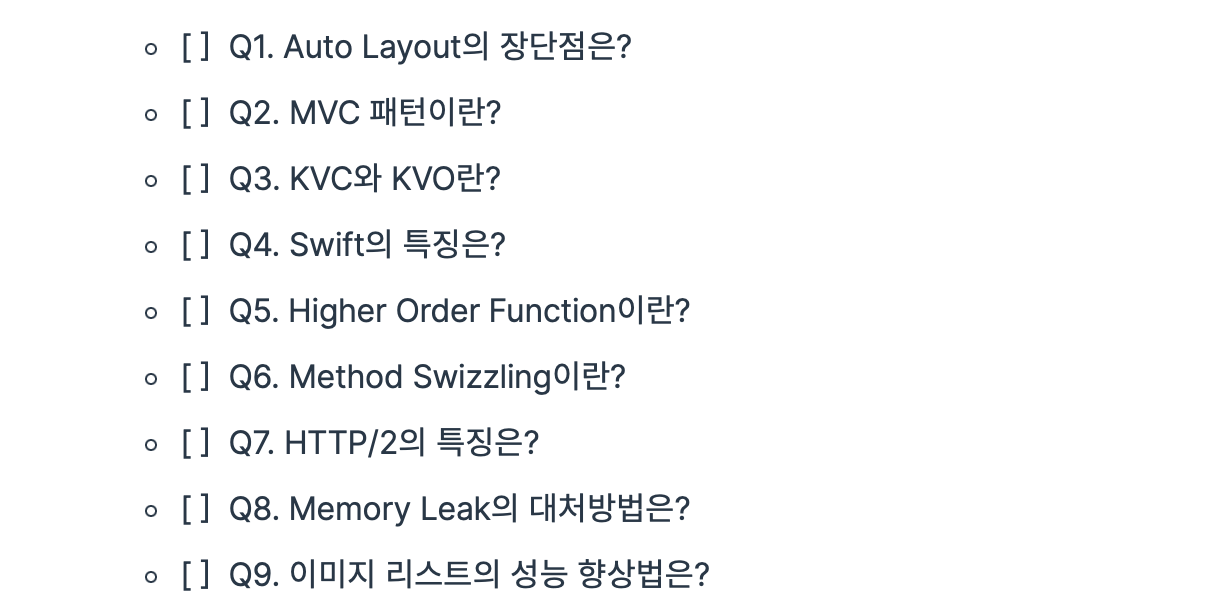 [ ] Q1. Auto Layout의 장단점은?
[ ] Q2. MVC 패턴이란?
[ ] Q3. KVC와 KVO란?
[ ] Q4. Swift의 특징은?
[ ] Q5. Higher Order Function이란?
[ ] Q6. Method Swizzling이란?
[ ] Q7. HTTP/2의 특징은?
[ ] Q8. Memory Leak의 대처방법은?
[ ] Q9. 이미지 리스트의 성능 향상법은?